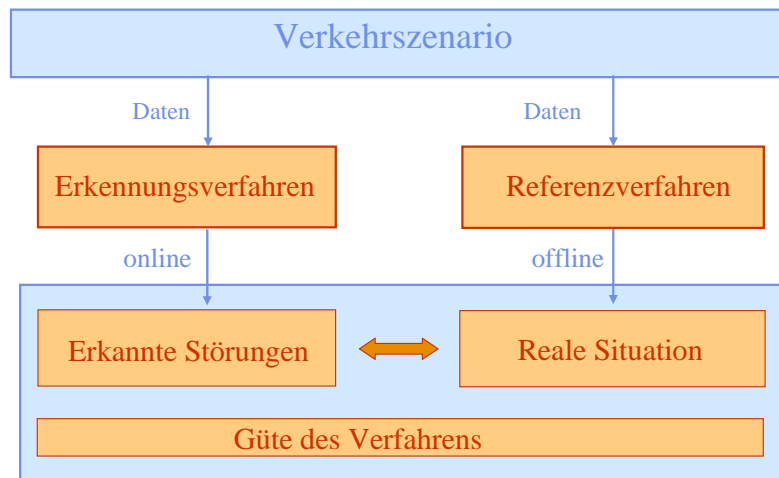 Verkehrszenario
Daten
Daten
Erkennungsverfahren
Referenzverfahren
online
offline
Erkannte Störungen
Reale Situation
Güte des Verfahrens